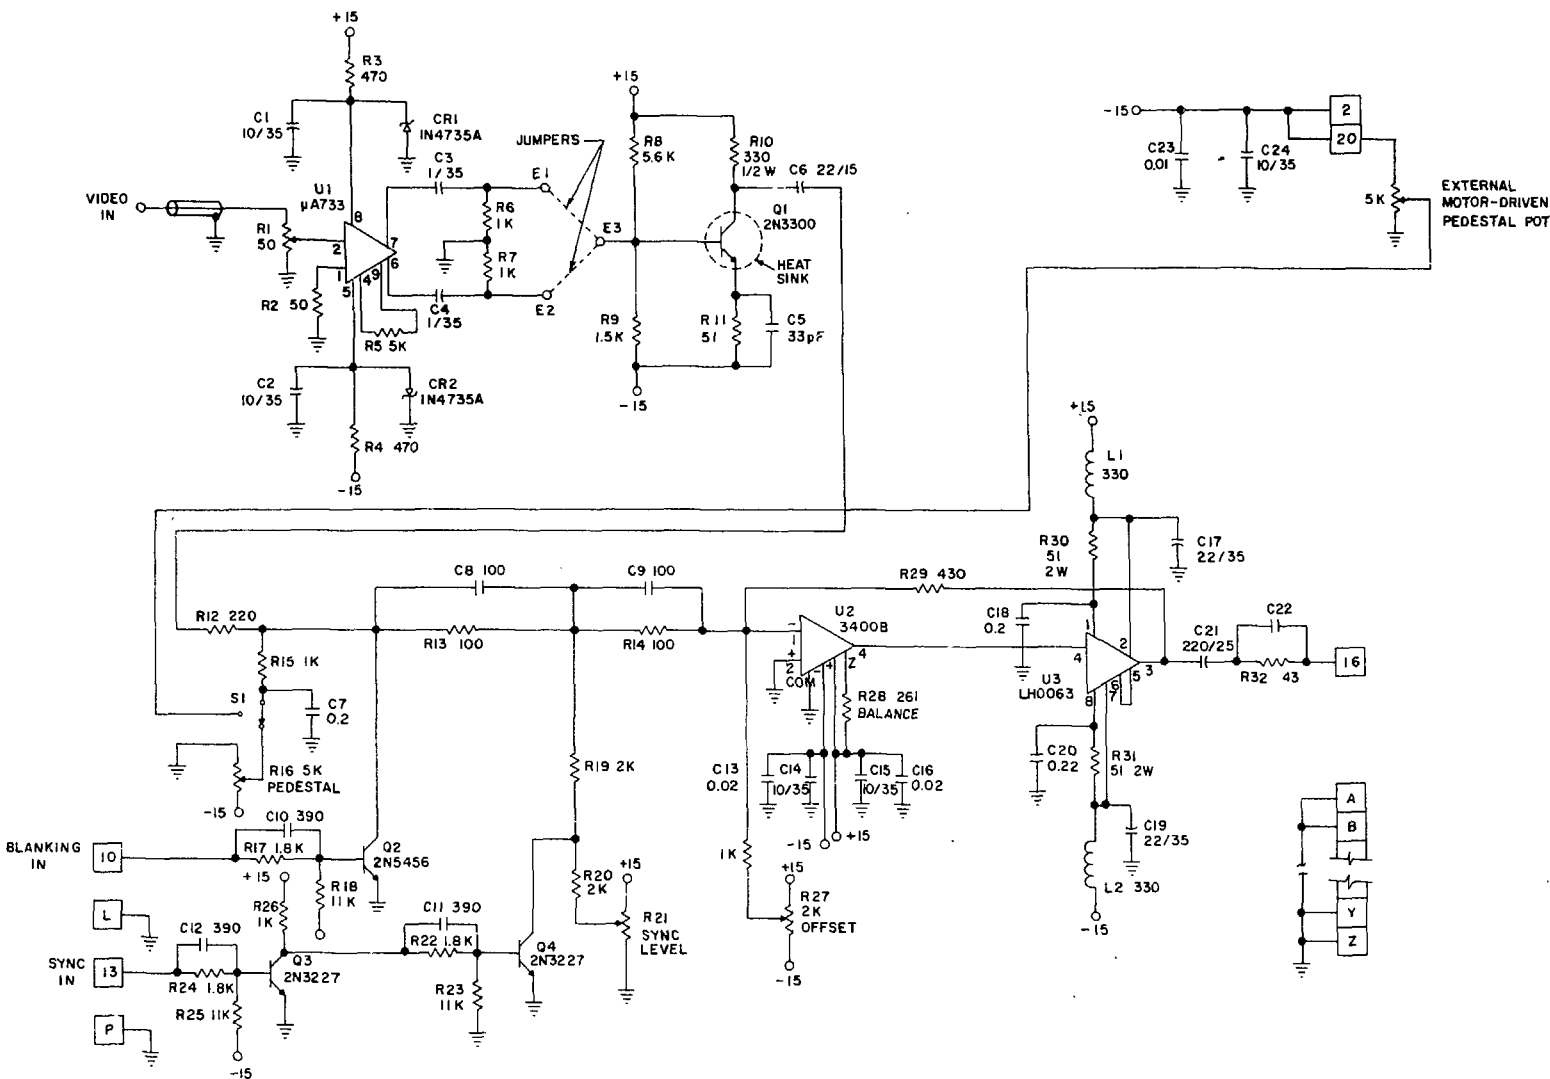 +15
R3
470
C1
10/35
CR1
1N4735A
VIDEO
IN
U1
µA733
R1
50
R2 50
8
2
1
5
4
9
7
6
R5 5K
C3
1/35
C4
1/35
C2
10/35
CR2
1N4735A
R4 470
-15
JUMPERS
E1
E2
E3
R6
1K
R7
1K
+15
R8
5.6K
R10
330
1/2W
C6 22/15
Q1
2N3300
HEAT
SINK
R9
1.5K
R11
51
C5
33pF
-15
-15
C23
0.01
C24
10/35
2
20
5K
EXTERNAL
MOTOR-DRIVEN
PEDESTAL POT
+15
L1
330
R30
51
2W
C17
22/35
C18
0.2
C8 100
C9 100
R29 430
R12 220
R13
100
R14 100
U2
3400B
-
1
+
2
COM
-
4
Z
4
R15 1K
S1
C7
0.2
R16 5K
PEDESTAL
-15
R28 261
BALANCE
C13
0.02
C14
10/35
C15
10/35
C16
0.02
-15
+15
1
2
4
3
5
6
7
8
U3
LH0063
C21
220/25
C22
R32 43
16
C20
0.22
R31
51 2W
C19
22/35
L2 330
-15
R19 2K
BLANKING
IN
10
C10 390
R17 1.8K
Q2
2N5456
R18
11K
+15
R26
1K
L
C12 390
SYNC
IN
13
R24 1.8K
R25 11K
-15
P
Q3
2N3227
C11 390
R22 1.8K
R23
11K
Q4
2N3227
R20
2K
+15
R21
SYNC
LEVEL
1K
+15
R27
2K
OFFSET
-15
A
B
Y
Z